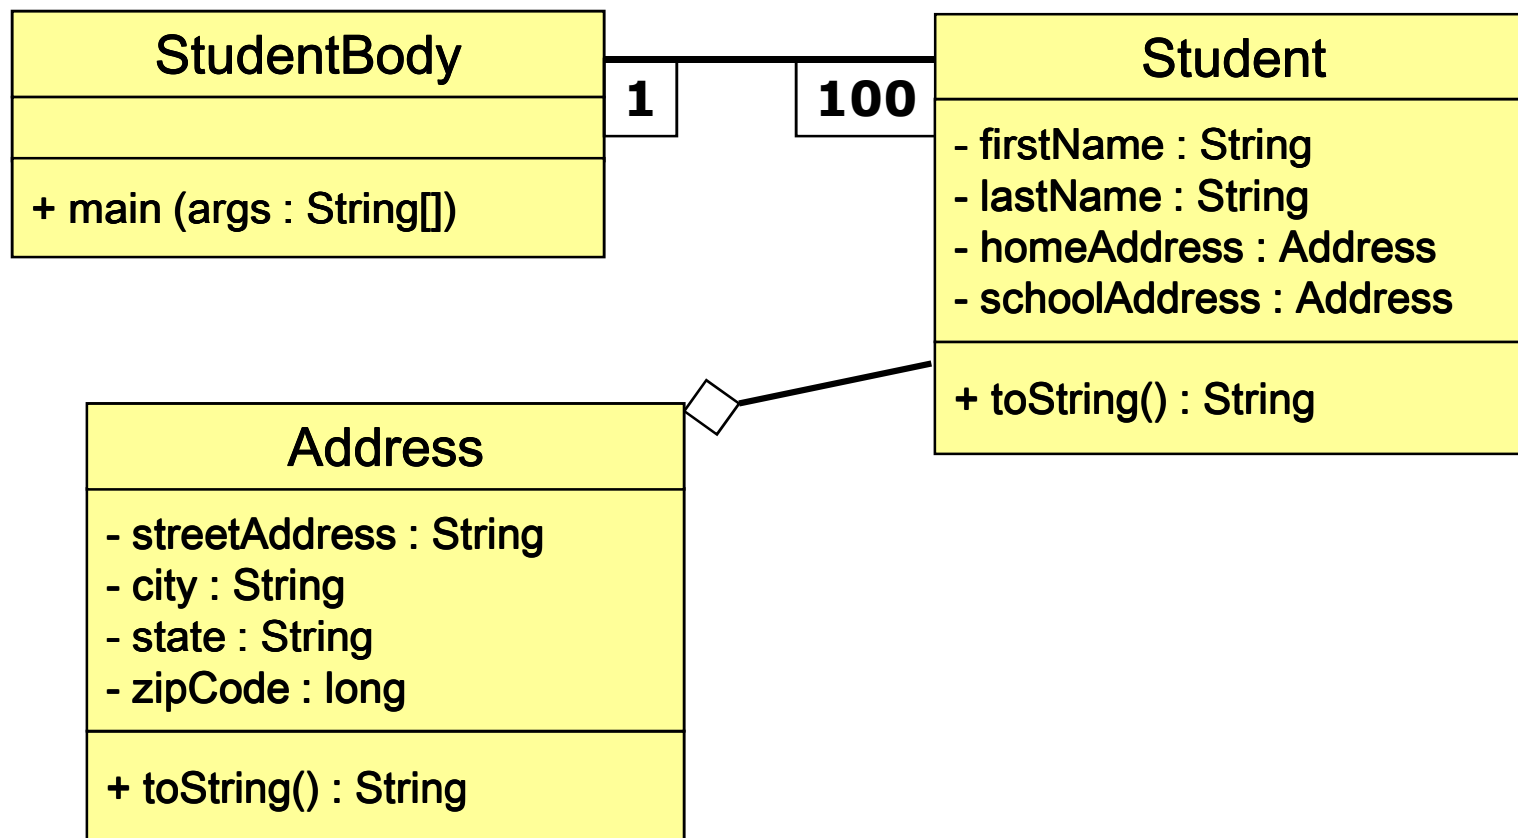 StudentBody
+ main (args : String[])
1
100
Student
- firstName : String
- lastName : String
- homeAddress : Address
- schoolAddress : Address
+ toString() : String
Address
- streetAddress : String
- city : String
- state : String
- zipCode : long
+ toString() : String